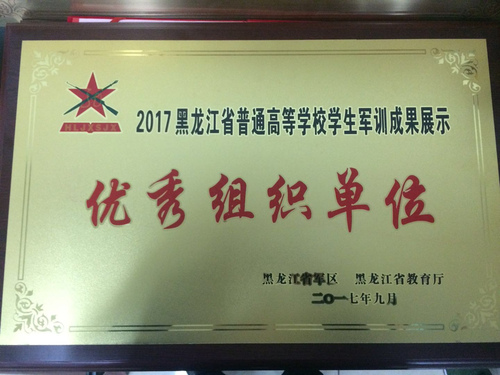 2017黑龙江省普通高等学校学生军训成果展示
优秀组织单位
黑龙江省军区 黑龙江省教育厅
二〇一七年九月